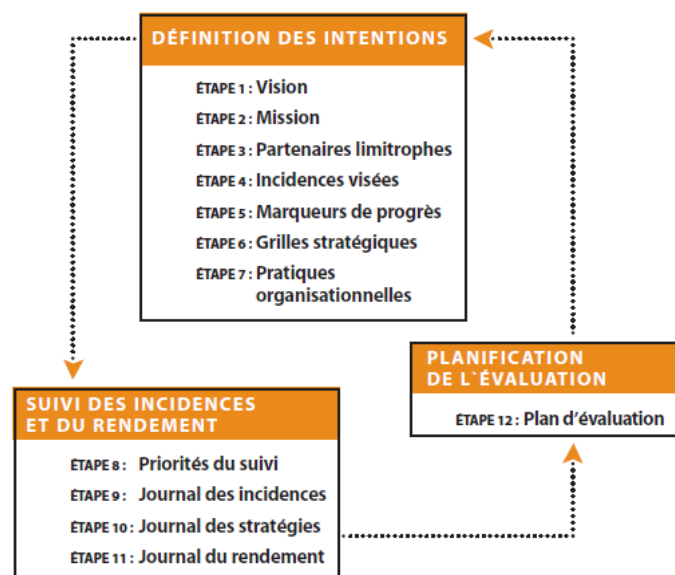 DÉFINITION DES INTENTIONS
ÉTAPE 1 : Vision
ÉTAPE 2 : Mission
ÉTAPE 3 : Partenaires limitrophes
ÉTAPE 4 : Incidences visées
ÉTAPE 5 : Marqueurs de progrès
ÉTAPE 6 : Grilles stratégiques
ÉTAPE 7 : Pratiques
organisationnelles
SUIVI DES INCIDENCES
ET DU RENDEMENT
ÉTAPE 8 : Priorités du suivi
ÉTAPE 9 : Journal des incidences
ÉTAPE 10 : Journal des stratégies
ÉTAPE 11 : Journal du rendement
PLANIFICATION
DE L`ÉVALUATION
ÉTAPE 12 : Plan d’évaluation